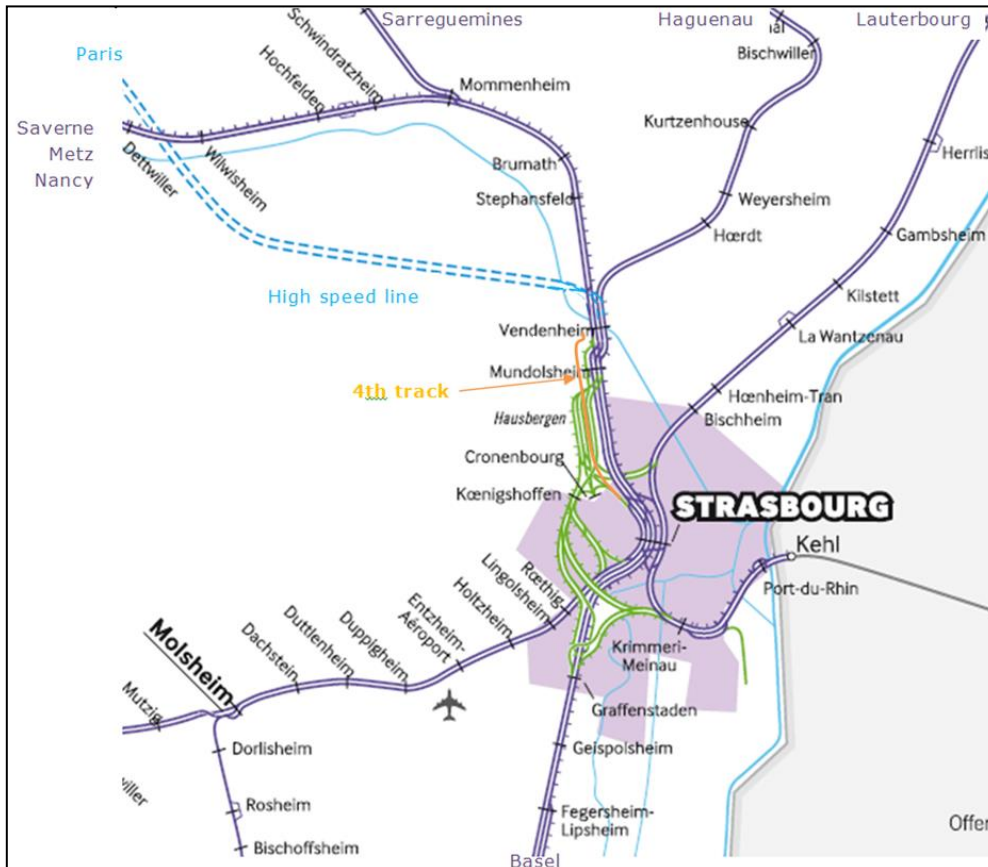 Sarreguemines
Haguenau
Lauterbourg
Paris
Schwindratzheim
Hochfelden
Mommenheim
Bischwiller
Saverne
Metz
Nancy
Dettwiller
Wilwisheim
Kurtzenhouse
Herrlis
Brumath
Stephansfeld
Weyersheim
Hœrdt
Gambsheim
High speed line
Kilstett
Vendenheim
La Wantzenau
Mundolsheim
4th track
Hœnheim-Tran
Bischheim
Hausbergen
Cronenbourg
Kœnigshoffen
STRASBOURG
Kehl
Port-du-Rhin
Rœthig
Lingolsheim
Holtzheim
Entzheim-
Aéroport
Duppigheim
Duttlenheim
Dachstein
Molsheim
Mutzig
Krimmeri-
Meinau
Graffenstaden
Geispolsheim
Dorlisheim
Rosheim
Bischoffsheim
Fegersheim-
Lipsheim
Offer
Basel